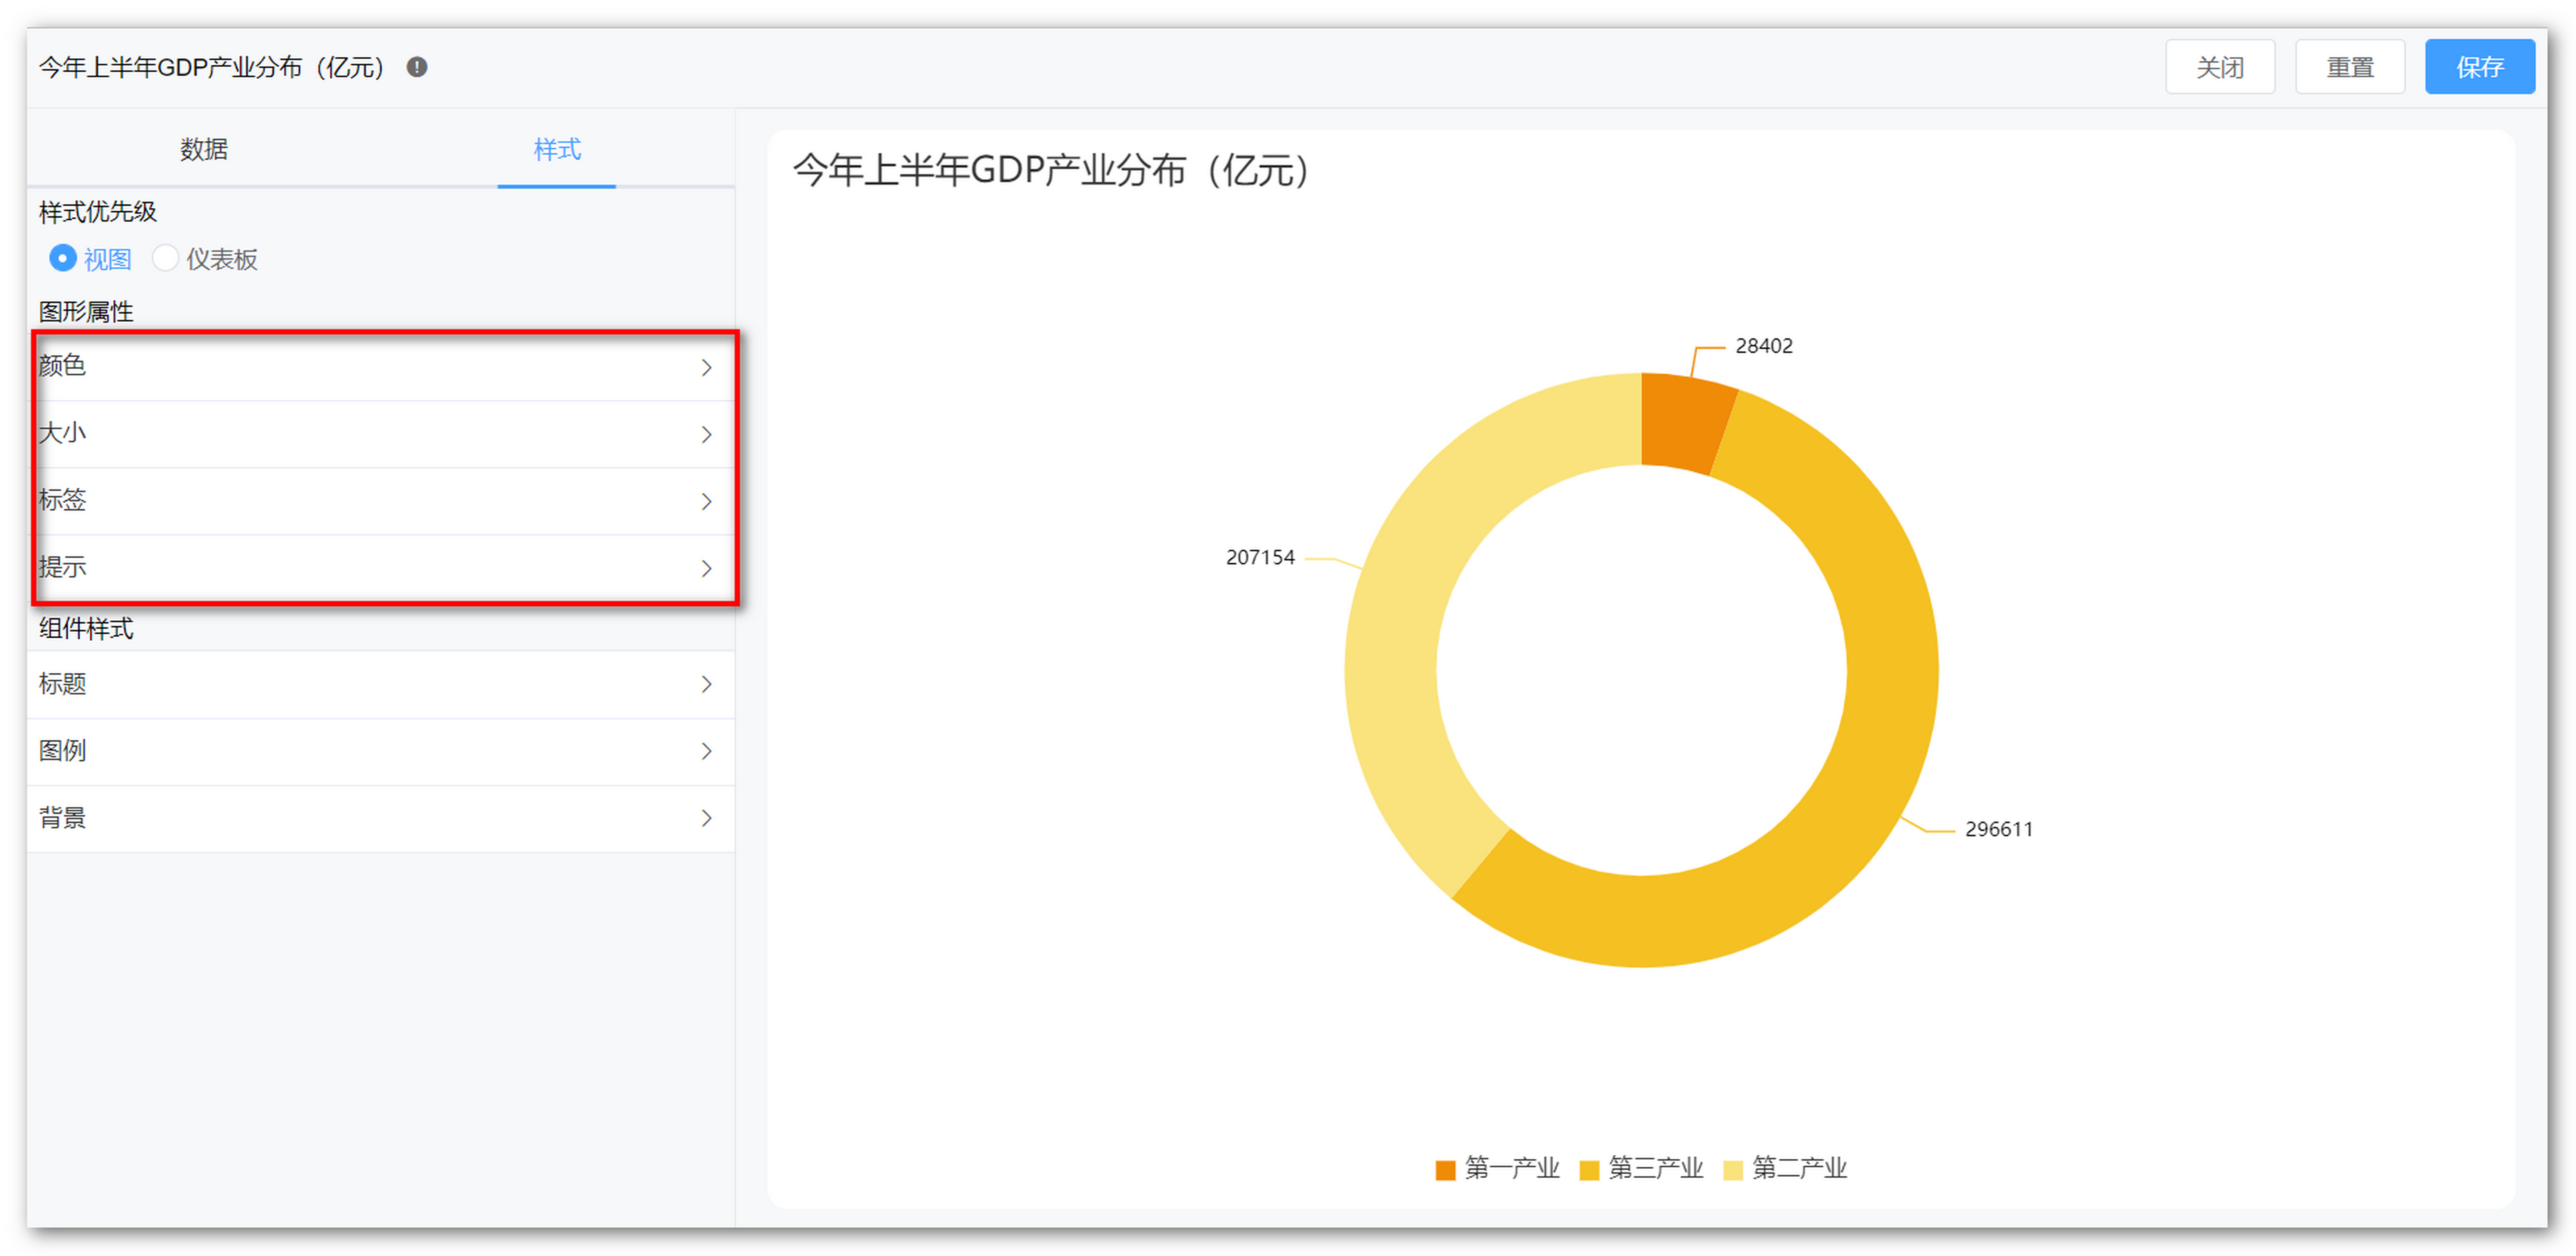 今年上半年GDP产业分布（亿元）
关闭
重置
保存
数据
样式
样式优先级
视图
仪表板
图形属性
颜色
大小
标签
提示
组件样式
标题
图例
背景
今年上半年GDP产业分布（亿元）
28402
207154
296611
第一产业 第三产业 第二产业